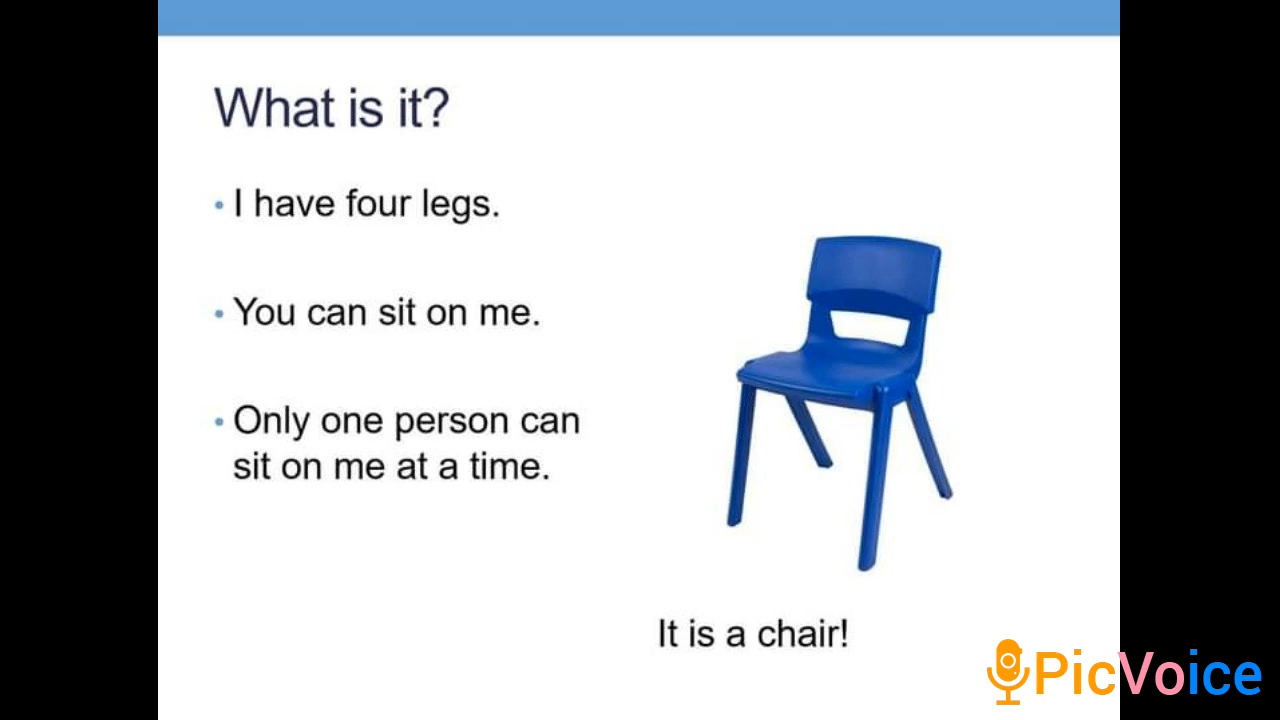 What is it?
• I have four legs.
• You can sit on me.
• Only one person can
sit on me at a time.
It is a chair!
PicVoice